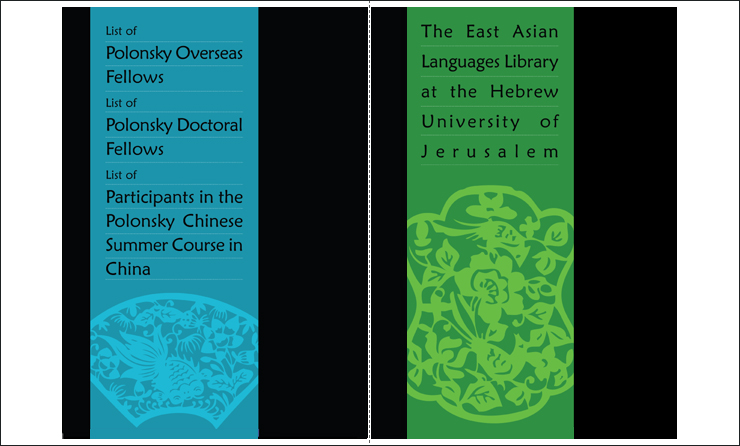 List of
Polonsky Overseas
Fellows
List of
Polonsky Doctoral
Fellows
List of
Participants in the
Polonsky Chinese
Summer Course in
China
The East Asian
Languages Library
at the Hebrew
University of
Jerusalem